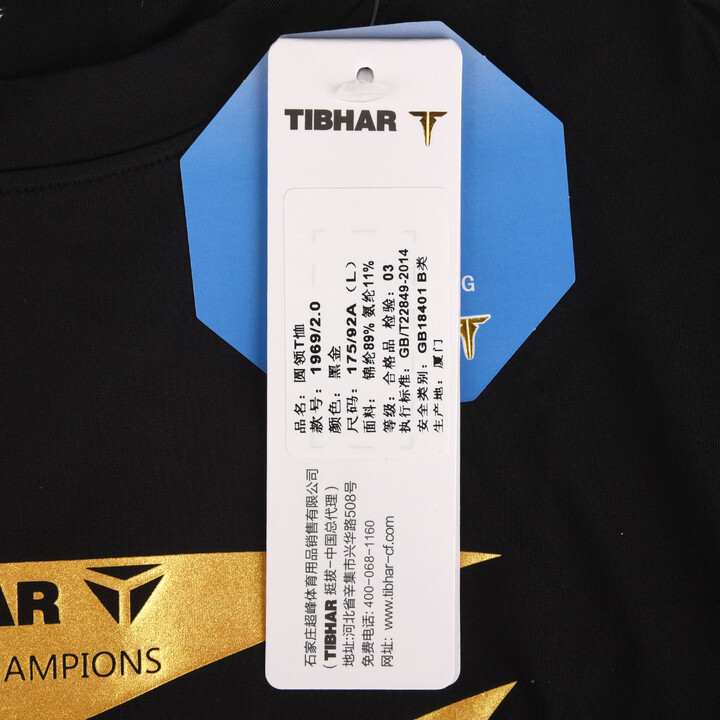 TIBHAR
品名: 圆领T恤
款号: 1969/2.0
颜色: 黑金
尺码: 175/92A (L)
面料: 锦纶89% 氨纶11%
等级: 合格品 检验: 03
执行标准: GB/T22849-2014
安全类别: GB18401 B类
生产地: 厦门
石家庄超峰体育用品销售有限公司
(TIBHAR 挺拔-中国总代理)
地址:河北省辛集市兴华路508号
免费电话: 400-068-1160
网址: www.tibhar-cf.com
G
AR
AMPIONS